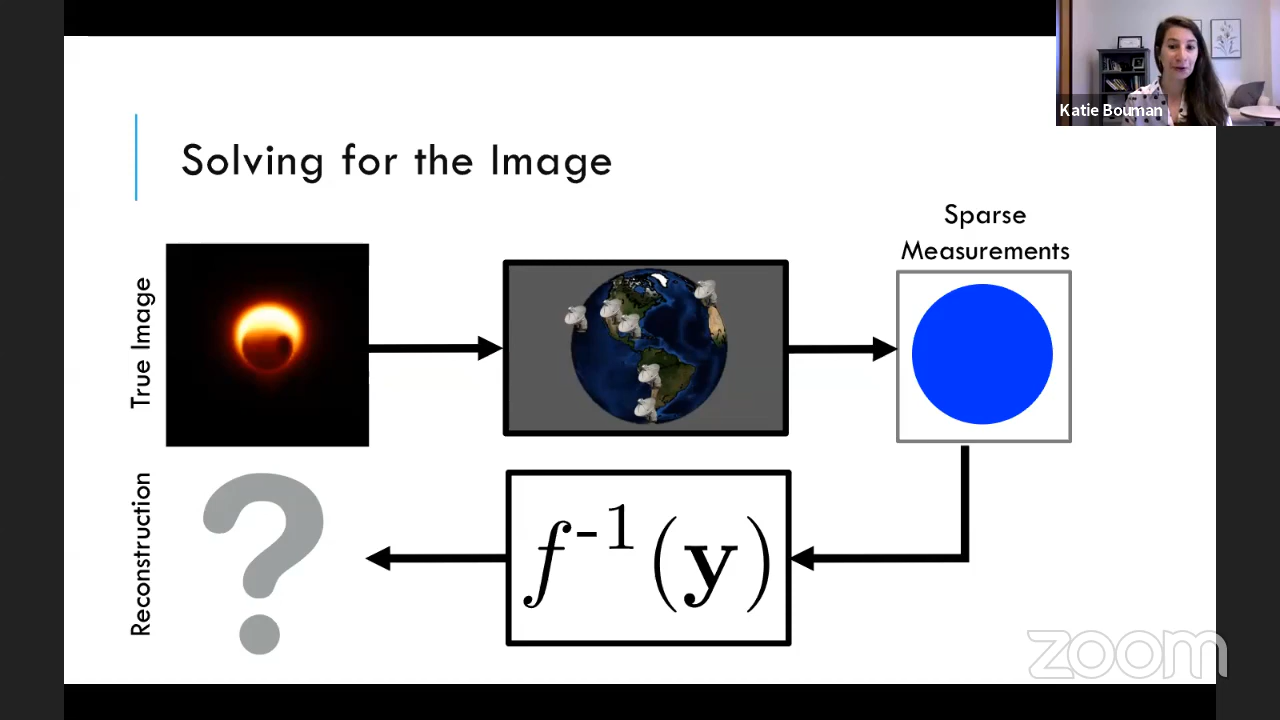 Katie Bouman
Solving for the Image
Sparse
Measurements
True Image
Reconstruction
?
f-1(y)
zoom